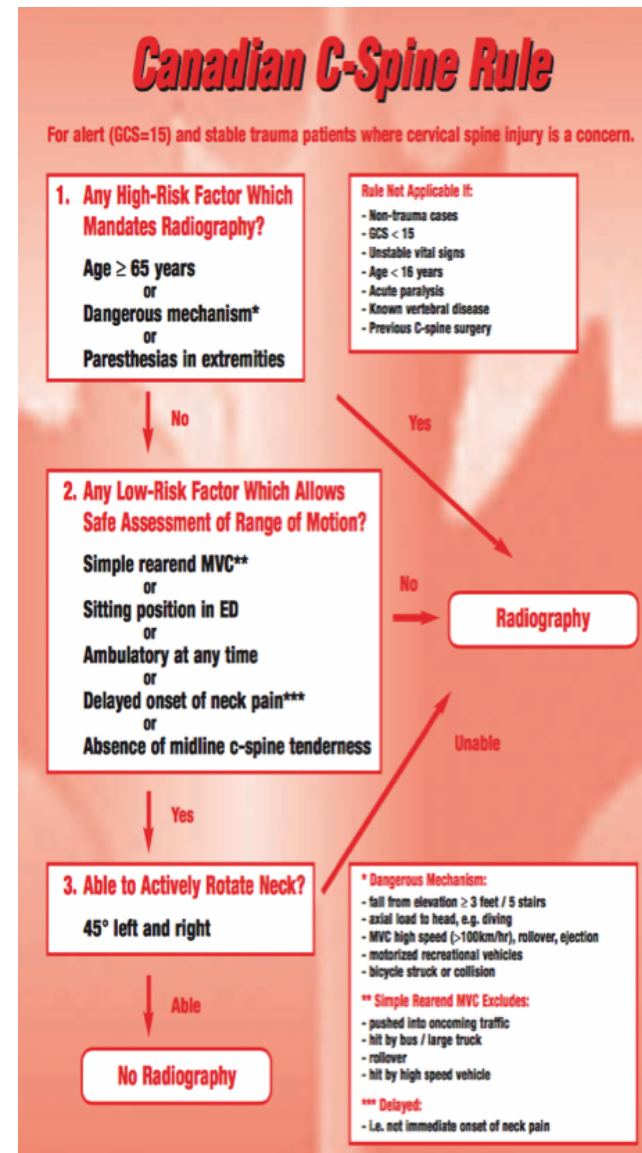 Canadian C-Spine Rule
For alert (GCS=15) and stable trauma patients where cervical spine injury is a concern.
1. Any High-Risk Factor Which
Mandates Radiography?
Age ≥ 65 years
or
Dangerous mechanism*
or
Paresthasias in extremities
Rule Not Applicable If:
- Non-trauma cases
- GCS < 15
- Unstable vital signs
- Age < 16 years
- Acute paralysis
- Known vertebral disease
- Previous C-spine surgery
No
Yes
2. Any Low-Risk Factor Which Allows
Safe Assessment of Range of Motion?
Simple rearend MVC**
or
Sitting position in ED
or
Ambulatory at any time
or
Delayed onset of neck pain***
or
Absence of midline c-spine tenderness
No
Radiography
Unable
Yes
3. Able to Actively Rotate Neck?
45° left and right
Able
No Radiography
* Dangerous Mechanism:
- fall from elevation ≥ 3 feet / 5 stairs
- axial load to head, e.g. diving
- MVC high speed (>100km/hr), rollover, ejection
- motorized recreational vehicles
- bicycle struck or collision
** Simple Rearend MVC Excludes:
- pushed into oncoming traffic
- hit by bus / large truck
- rollover
- hit by high speed vehicle
*** Delayed:
- i.e. not immediate onset of neck pain